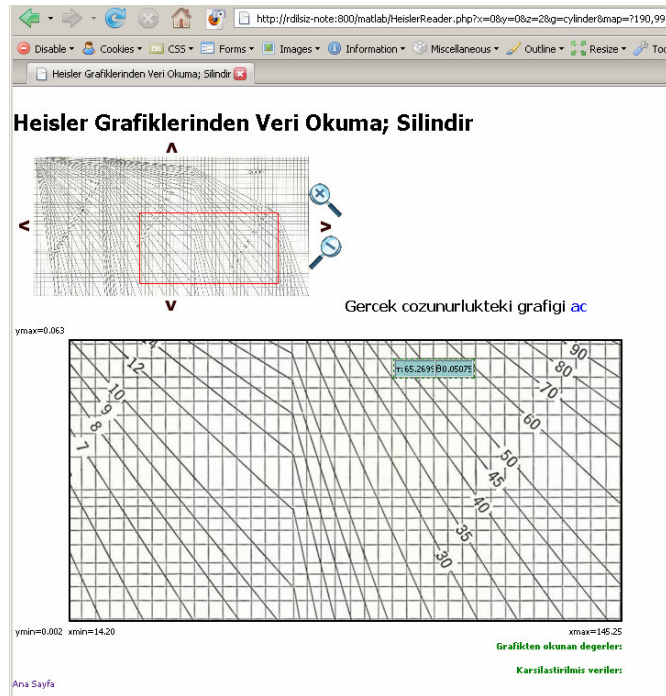 http://rdilsiz-note:800/matlab/HeislerReader.php?x=0&y=0&z=2&g=cylinder&map=?190,99
Disable Cookies CSS Forms Images Information Miscellaneous Outline Resize Too
Heisler Grafiklerinden Veri Okuma; Silindir
Heisler Grafiklerinden Veri Okuma; Silindir
Gercek cozunurlukteki grafigi ac
ymax=0.063
90
80
70
60
50
45
40
35
30
12
10
9
8
7
ymin=0.002 xmin=14.20 xmax=145.25
Grafikten okunan degerler:
Karsilastirilmis veriler:
Ana Sayfa